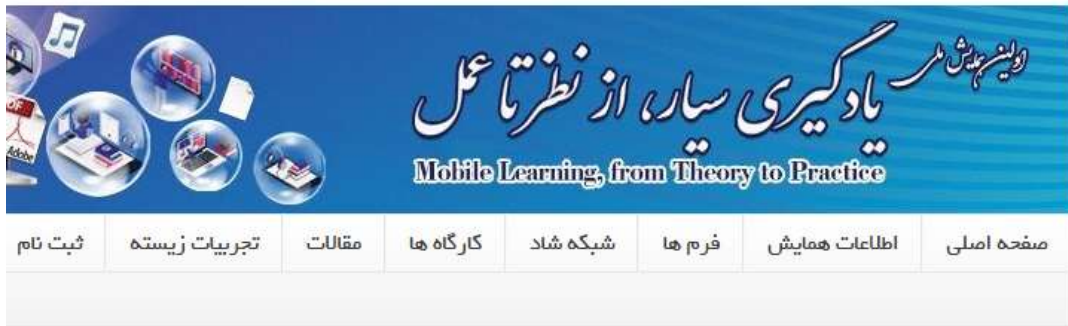 اولین همایش ملی
یادگیری سیار، از نظر تا عمل
Mobile Learning, from Theory to Practice
صفحه اصلی
اطلاعات همایش
فرم ها
شبکه شاد
کارگاه ها
مقالات
تجربیات زیسته
ثبت نام
Adobe